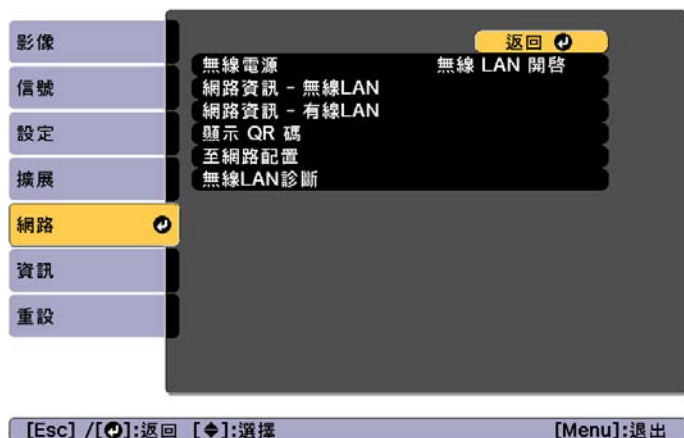 影像
信號
設定
擴展
網路
資訊
重設
返回
無線電源 無線 LAN 開啓
網路資訊 - 無線LAN
網路資訊 - 有線LAN
顯示 QR 碼
至網路配置
無線LAN診斷
[Esc] /[]:返回 [◆]:選擇 [Menu]:退出